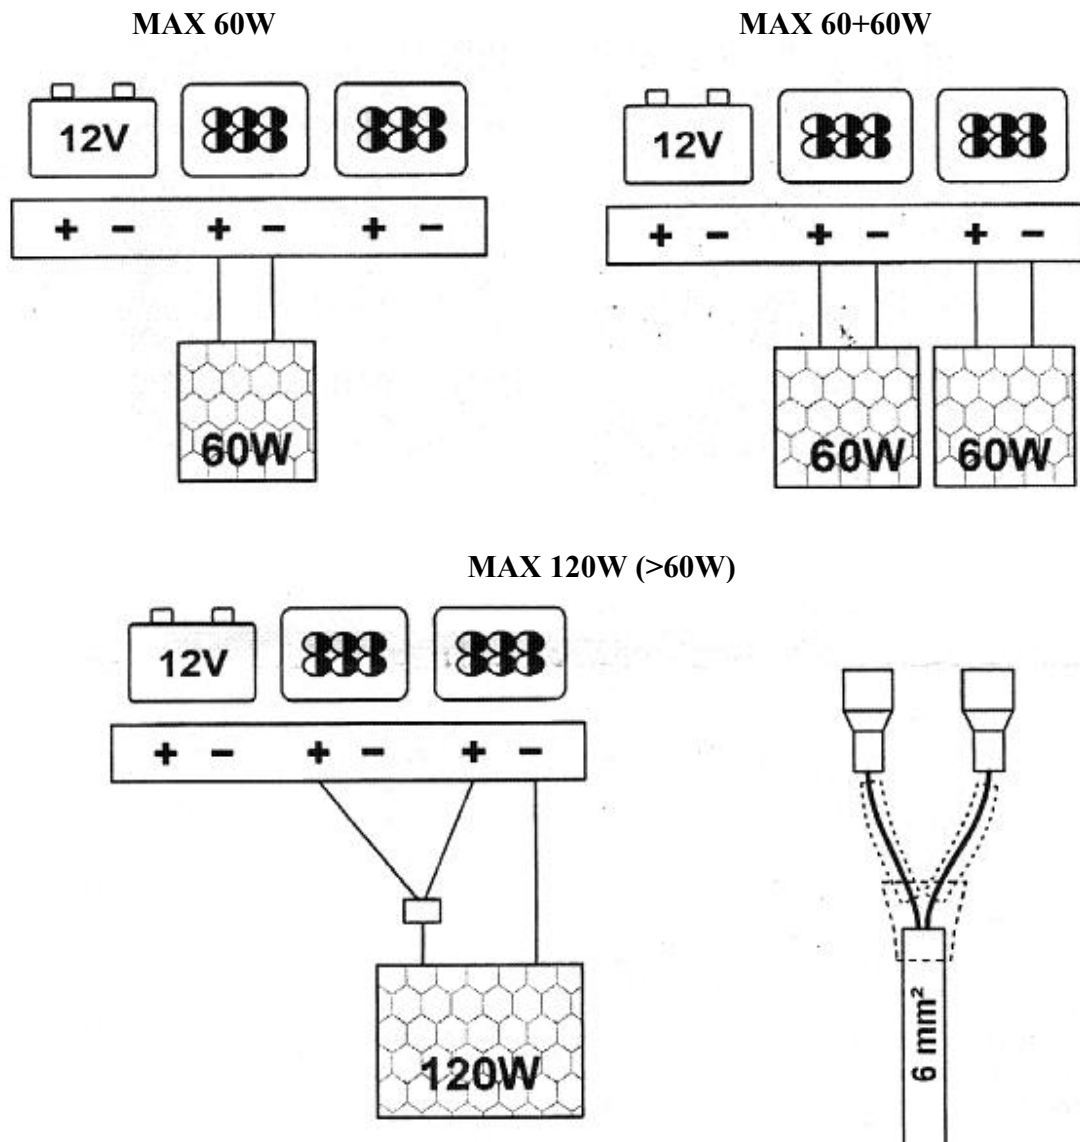 MAX 60W
12V
+ − + − + −
60W
MAX 60+60W
12V
+ − + − + −
60W 60W
MAX 120W (>60W)
12V
+ − + − + −
120W
6 mm²